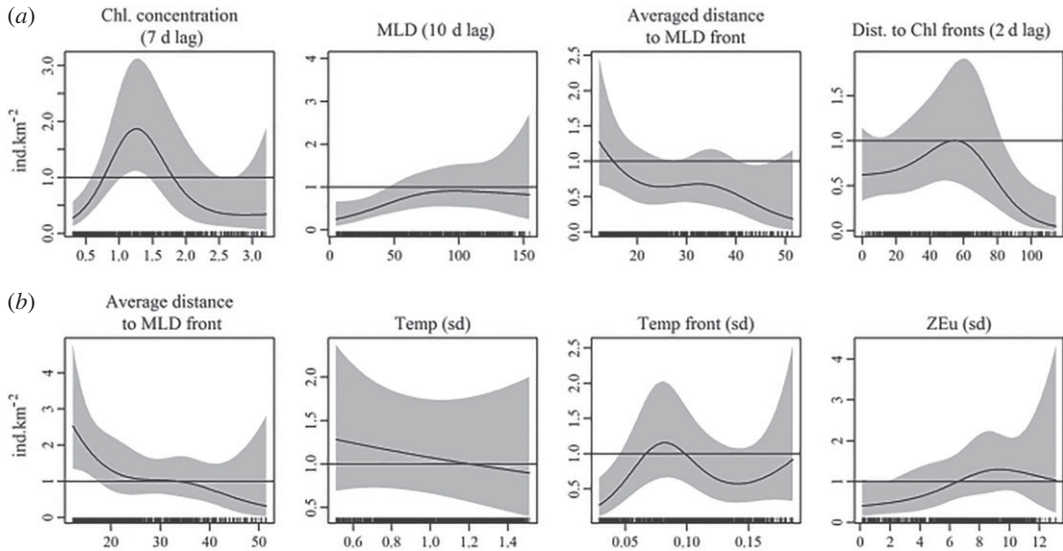 (a)
Chl. concentration
(7 d lag)
MLD (10 d lag)
Averaged distance
to MLD front
Dist. to Chl fronts (2 d lag)
ind.km-2
3.0
2.0
1.0
0.0
0,5 1,0 1,5 2,0 2,5 3,0
4
3
2
1
0
0 50 100 150
2.5
2.0
1.5
1.0
0.5
0.0
20 30 40 50
1.5
1.0
0.5
0.0
0 20 40 60 80 100
(b)
Average distance
to MLD front
Temp (sd)
Temp front (sd)
ZEu (sd)
ind.km-2
4
3
2
1
0
20 30 40 50
2.0
1.5
1.0
0.5
0.6 0,8 1,0 1,2 1,4
2.5
2.0
1.5
1.0
0.5
0,05 0,10 0,15
4
3
2
1
0
0 2 4 6 8 10 12